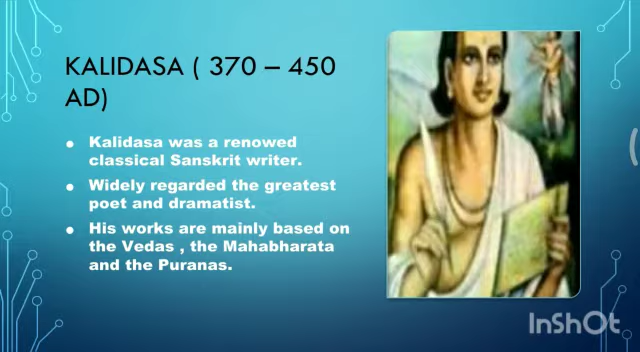 KALIDASA ( 370 – 450
AD)
• Kalidasa was a renowed
classical Sanskrit writer.
• Widely regarded the greatest
poet and dramatist.
• His works are mainly based on
the Vedas , the Mahabharata
and the Puranas.
InShOt